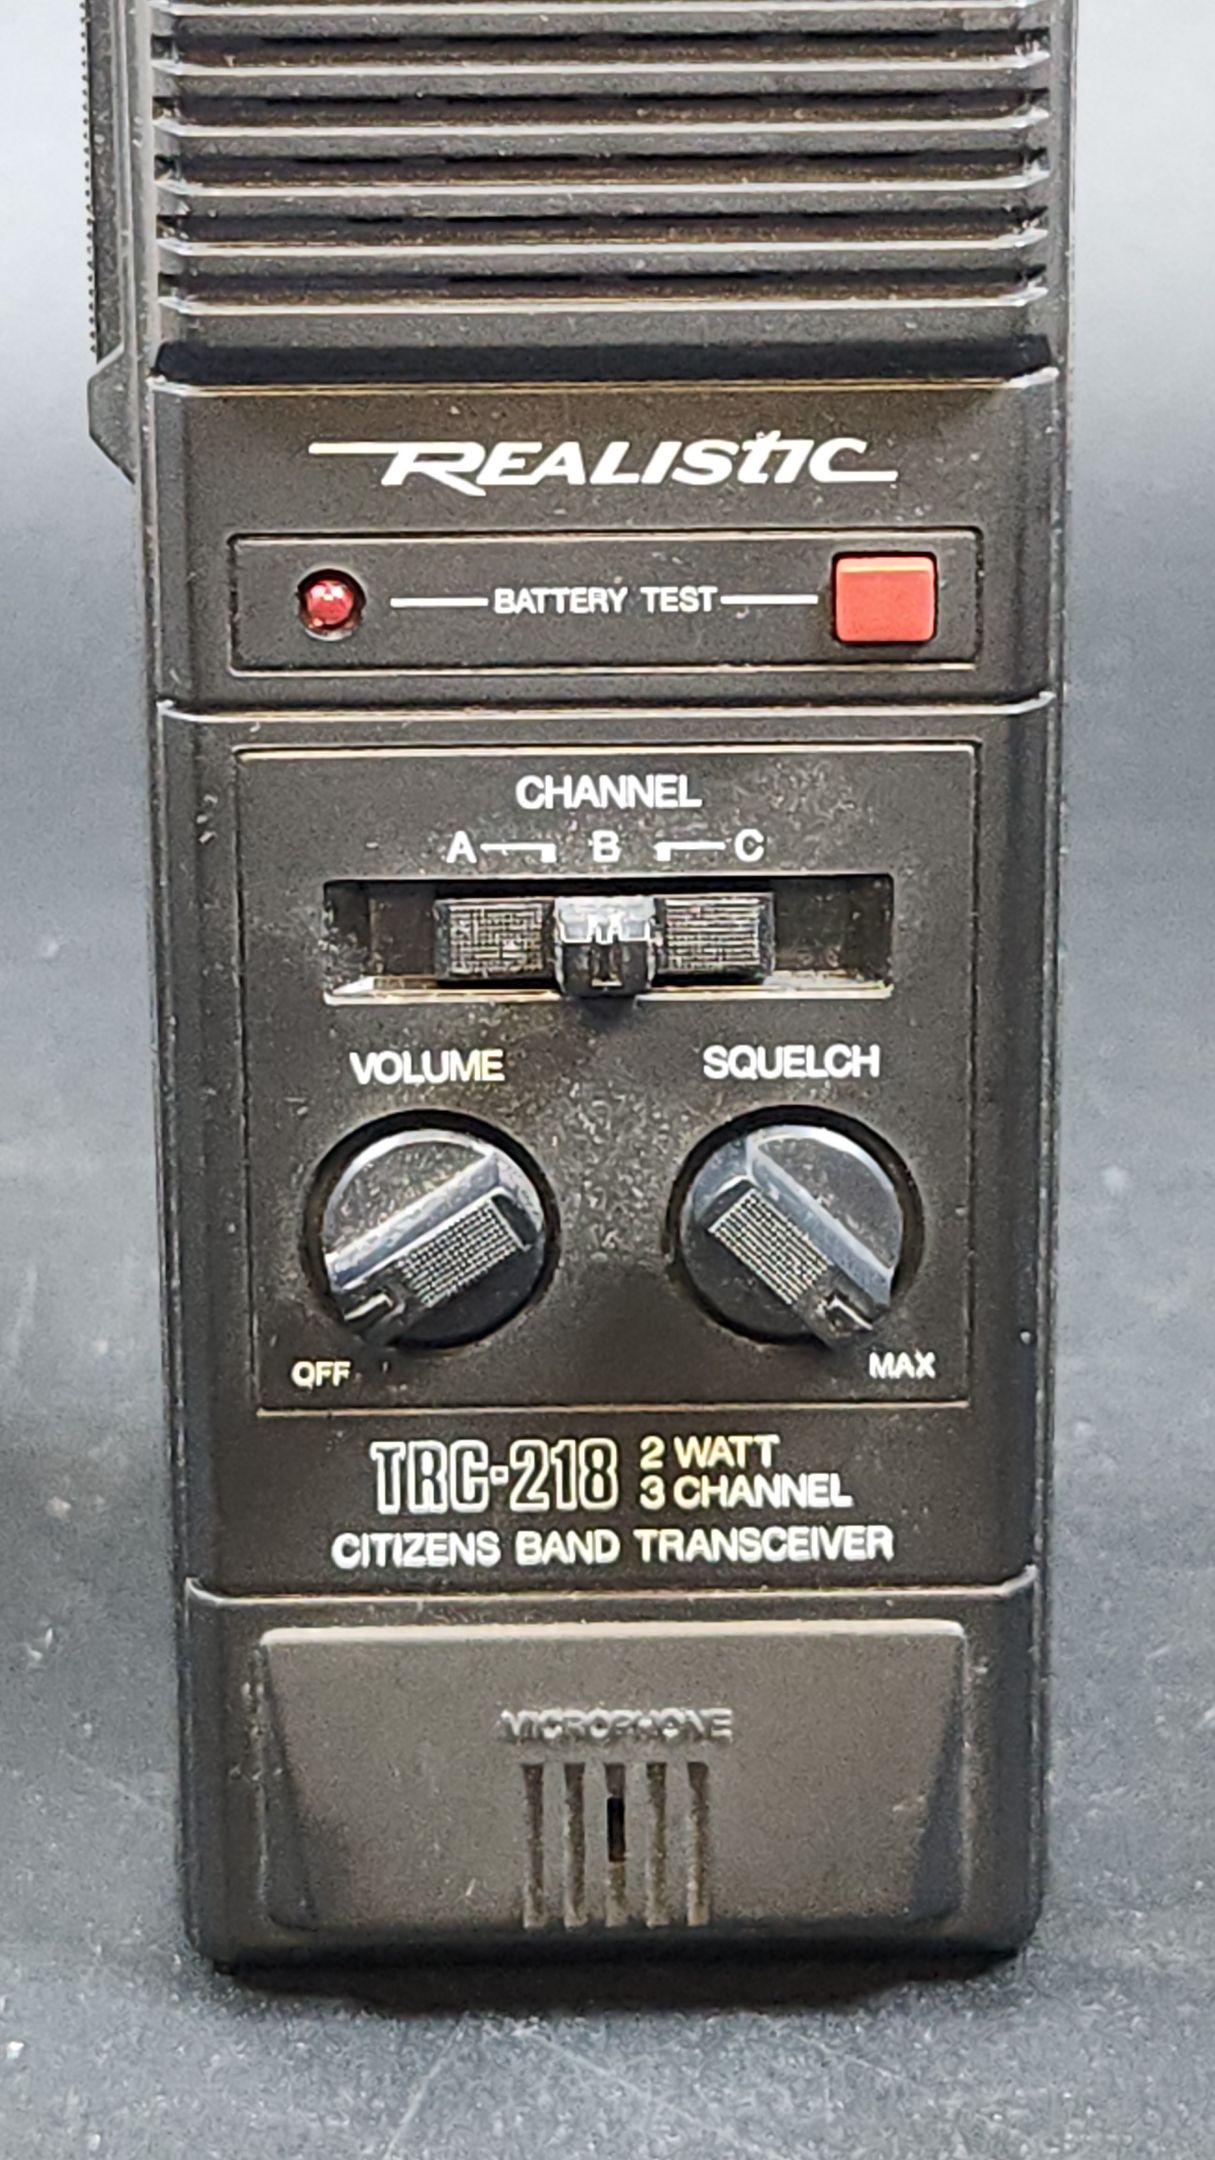 REALISTIC
BATTERY TEST
CHANNEL
A B C
VOLUME SQUELCH
OFF MAX
TRC-218 2 WATT
3 CHANNEL
CITIZENS BAND TRANSCEIVER
MICROPHONE